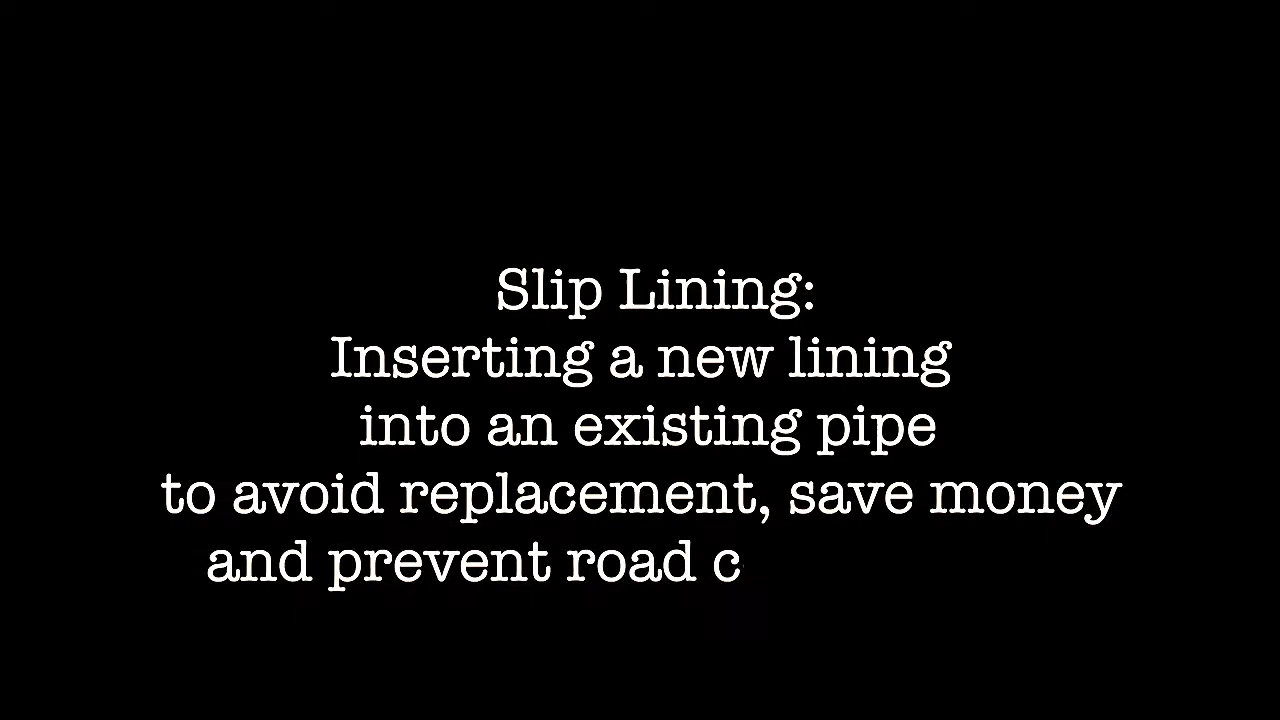 Slip Lining:
Inserting a new lining
into an existing pipe
to avoid replacement, save money
and prevent road c